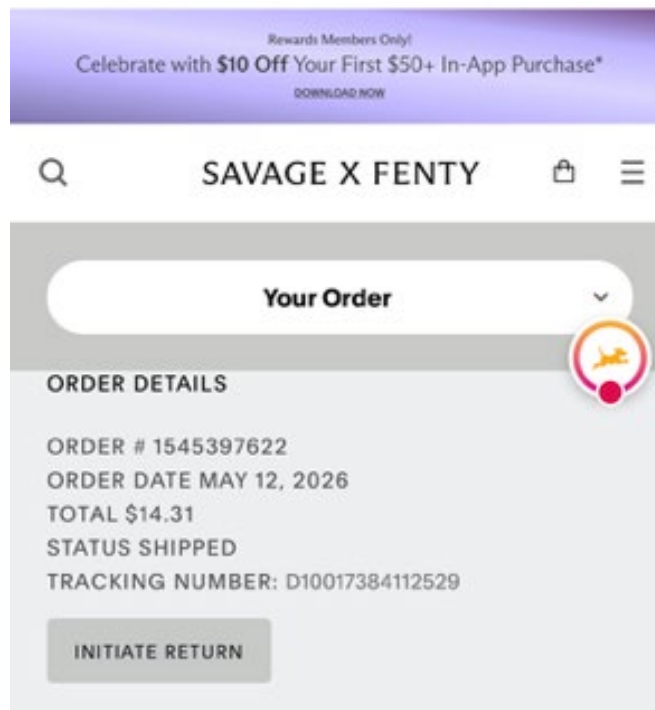 Rewards Members Only!
Celebrate with $10 Off Your First $50+ In-App Purchase*
DOWNLOAD NOW
SAVAGE X FENTY
Your Order
ORDER DETAILS
ORDER # 1545397622
ORDER DATE MAY 12, 2026
TOTAL $14.31
STATUS SHIPPED
TRACKING NUMBER: D10017384112529
INITIATE RETURN